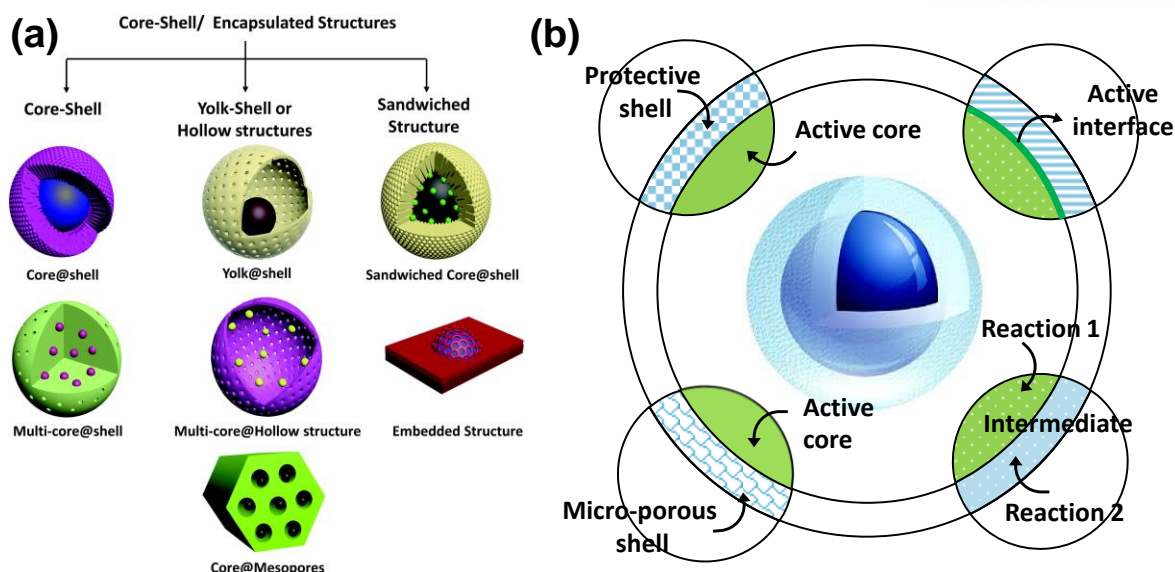 (a)
Core-Shell/ Encapsulated Structures
Core-Shell
Yolk-Shell or
Hollow structures
Sandwiched
Structure
Core@shell
Yolk@shell
Sandwiched Core@shell
Multi-core@shell
Multi-core@Hollow structure
Embedded Structure
Core@Mesopores
(b)
Protective
shell
Active core
Active
interface
Reaction 1
Intermediate
Reaction 2
Active
core
Micro-porous
shell